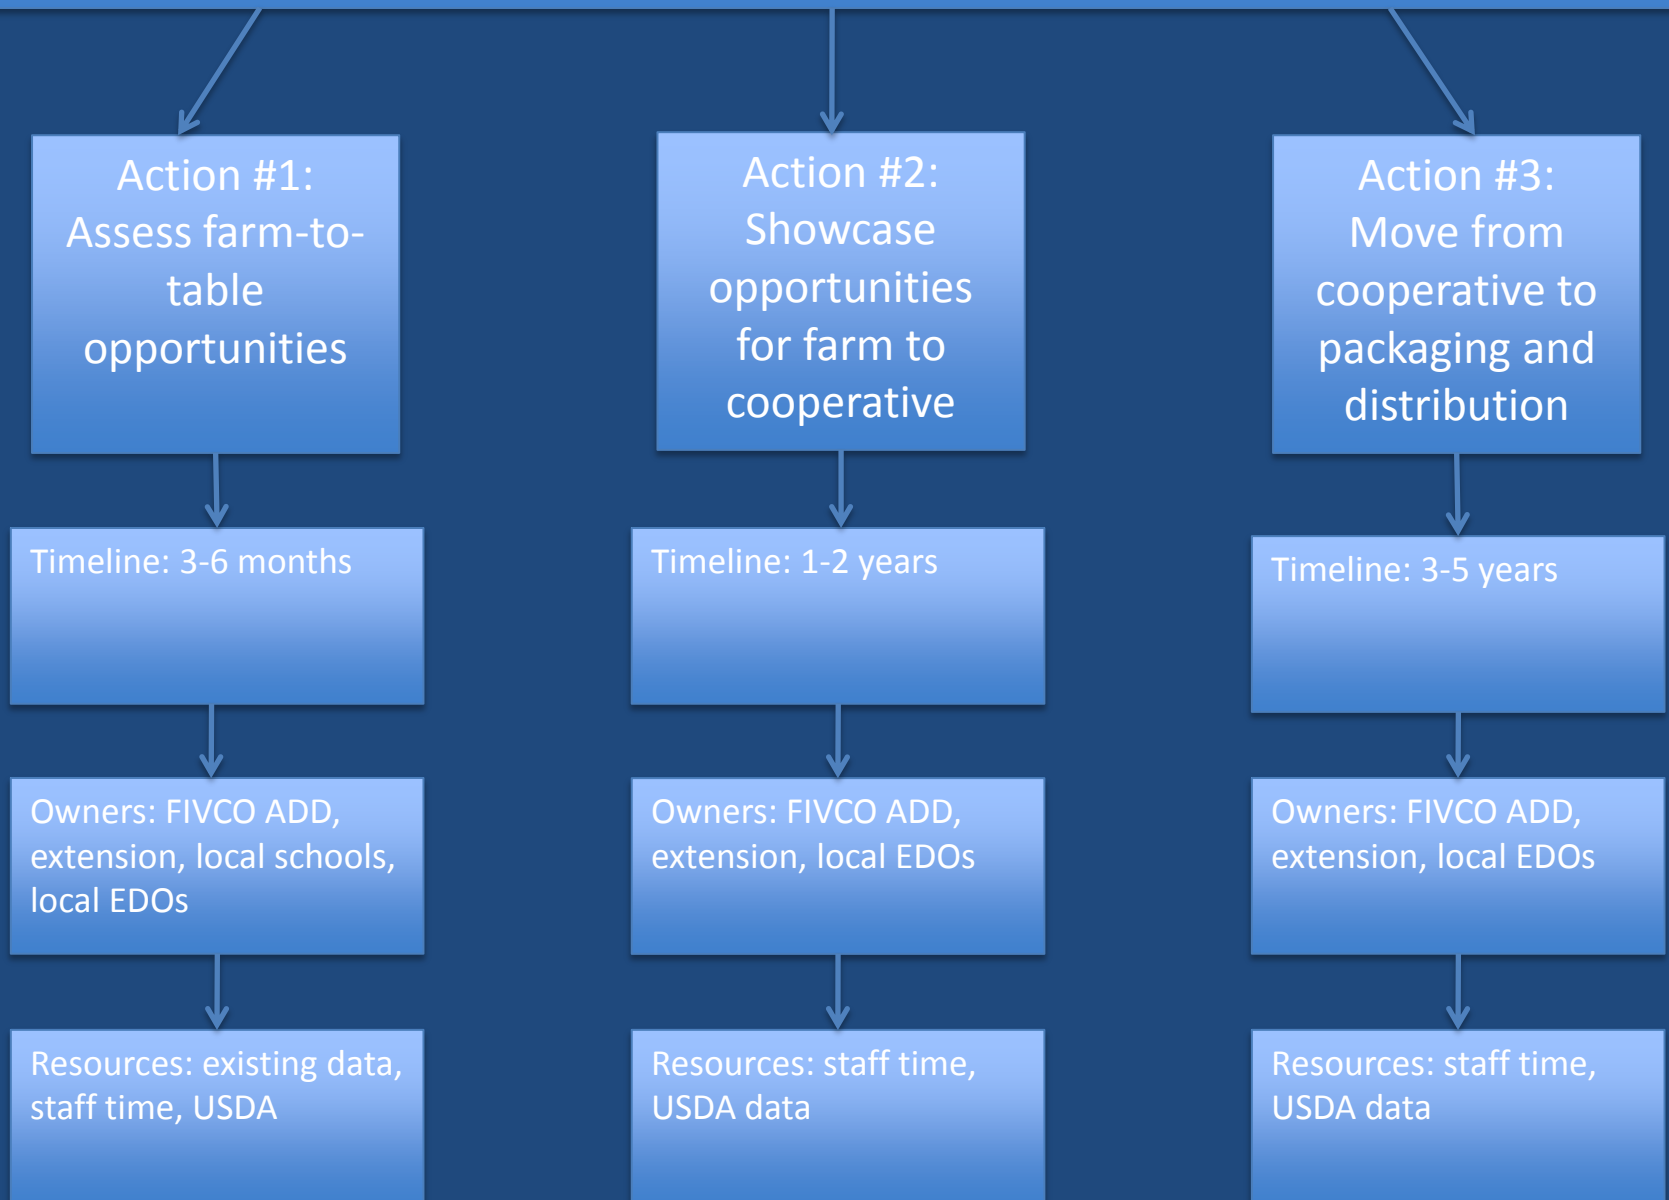 Action #1:
Assess farm-to-
table
opportunities
Action #2:
Showcase
opportunities
for farm to
cooperative
Action #3:
Move from
cooperative to
packaging and
distribution
Timeline: 3-6 months
Timeline: 1-2 years
Timeline: 3-5 years
Owners: FIVCO ADD,
extension, local schools,
local EDOs
Owners: FIVCO ADD,
extension, local EDOs
Owners: FIVCO ADD,
extension, local EDOs
Resources: existing data,
staff time, USDA
Resources: staff time,
USDA data
Resources: staff time,
USDA data